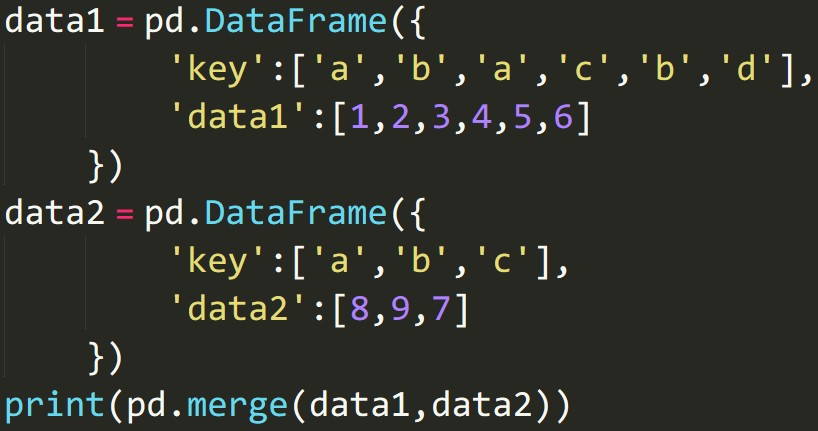 data1 = pd.DataFrame({
'key':['a','b','a','c','b','d'],
'data1':[1,2,3,4,5,6]
})
data2 = pd.DataFrame({
'key':['a','b','c'],
'data2':[8,9,7]
})
print(pd.merge(data1,data2))